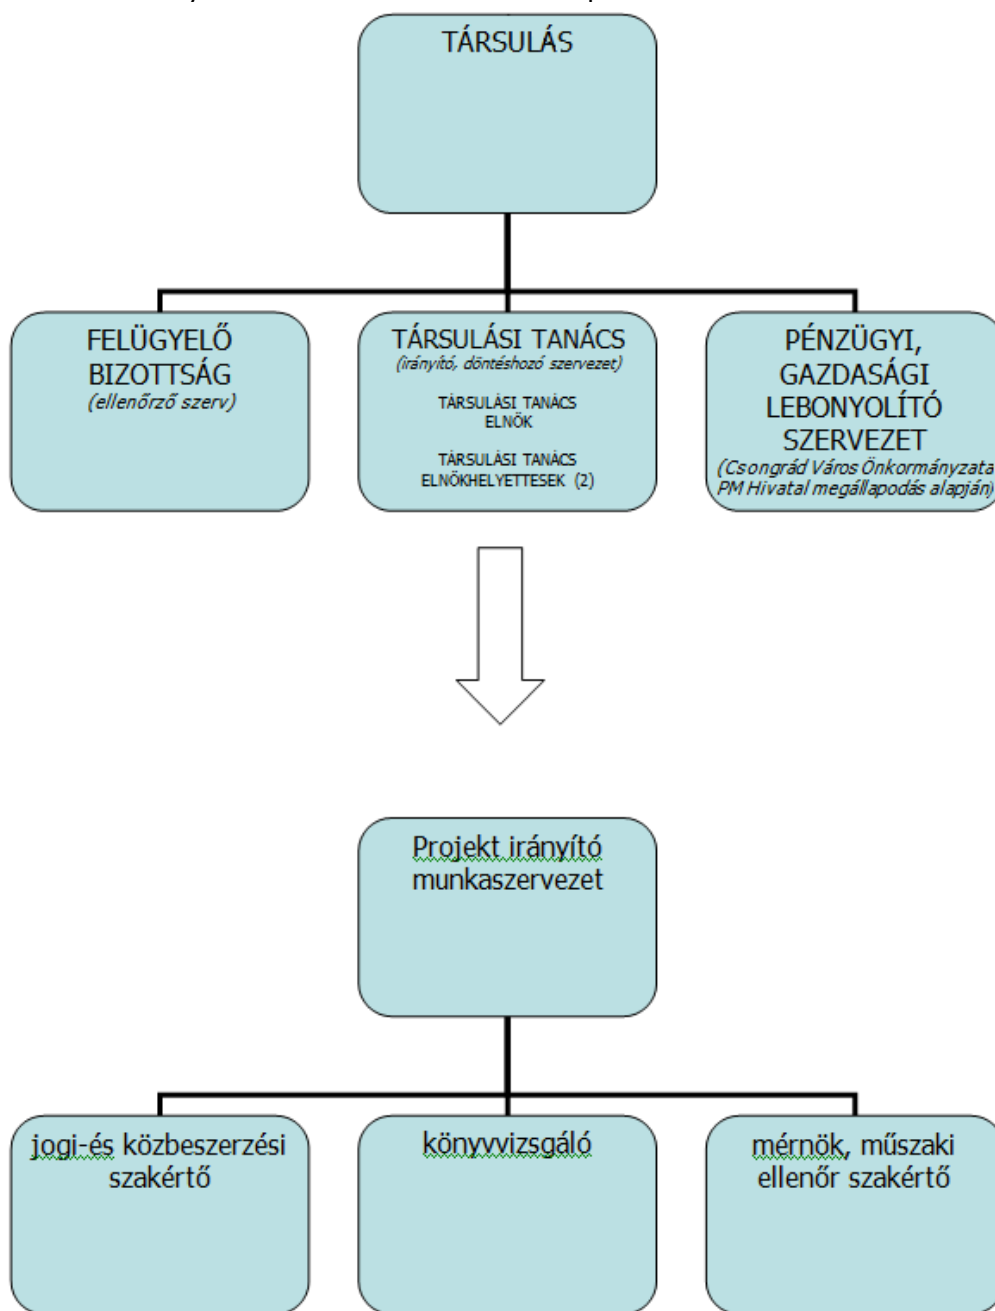 TÁRSULÁS
FELÜGYELŐ
BIZOTTSÁG
(ellenőrző szerv)
TÁRSULÁSI TANÁCS
(irányító, döntéshozó szervezet)
TÁRSULÁSI TANÁCS
ELNÖK
TÁRSULÁSI TANÁCS
ELNÖKHELYETTESEK (2)
PÉNZÜGYI,
GAZDASÁGI
LEBONYOLÍTÓ
SZERVEZET
(Csongrád Város Önkormányzata
PM Hivatal megállapodás alapján)
Projekt irányító
munkaszervezet
jogi-és közbeszerzési
szakértő
könyvvizsgáló
mérnök, műszaki
ellenőr szakértő